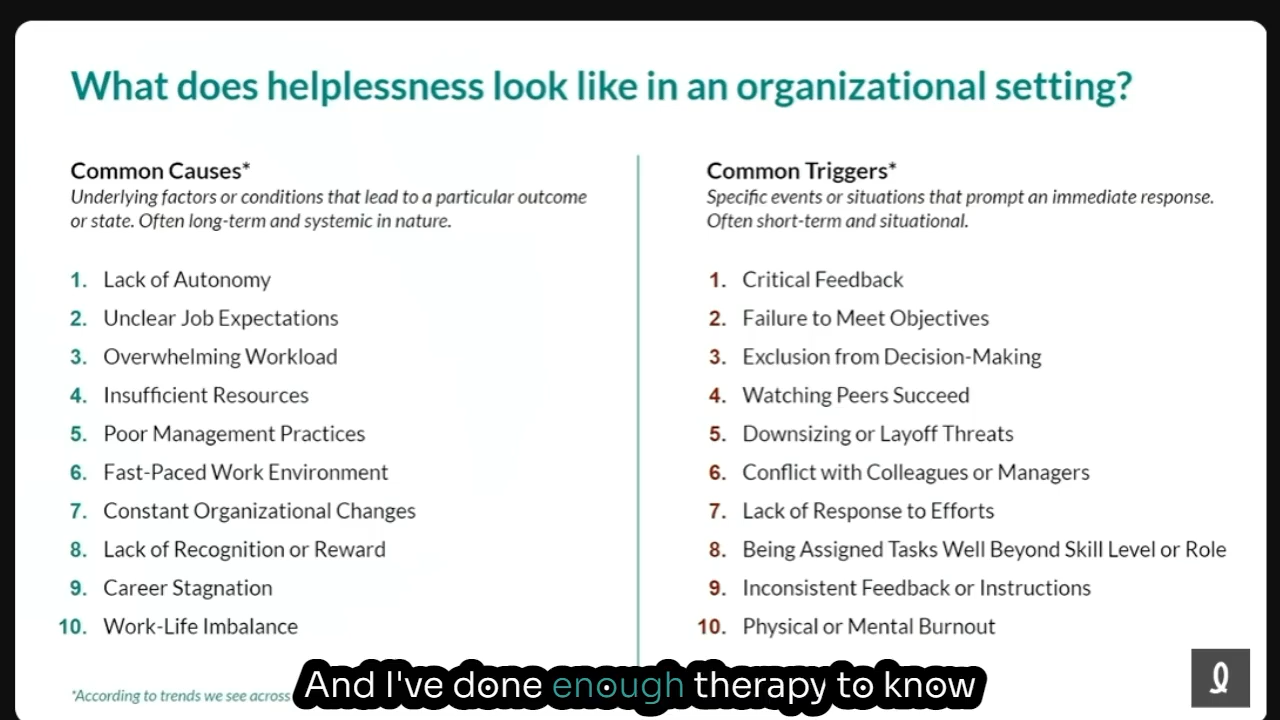 What does helplessness look like in an organizational setting?
Common Causes*
Underlying factors or conditions that lead to a particular outcome
or state. Often long-term and systemic in nature.
1. Lack of Autonomy
2. Unclear Job Expectations
3. Overwhelming Workload
4. Insufficient Resources
5. Poor Management Practices
6. Fast-Paced Work Environment
7. Constant Organizational Changes
8. Lack of Recognition or Reward
9. Career Stagnation
10. Work-Life Imbalance
Common Triggers*
Specific events or situations that prompt an immediate response.
Often short-term and situational.
1. Critical Feedback
2. Failure to Meet Objectives
3. Exclusion from Decision-Making
4. Watching Peers Succeed
5. Downsizing or Layoff Threats
6. Conflict with Colleagues or Managers
7. Lack of Response to Efforts
8. Being Assigned Tasks Well Beyond Skill Level or Role
9. Inconsistent Feedback or Instructions
10. Physical or Mental Burnout
*According to trends we see across
And I've done enough therapy to know